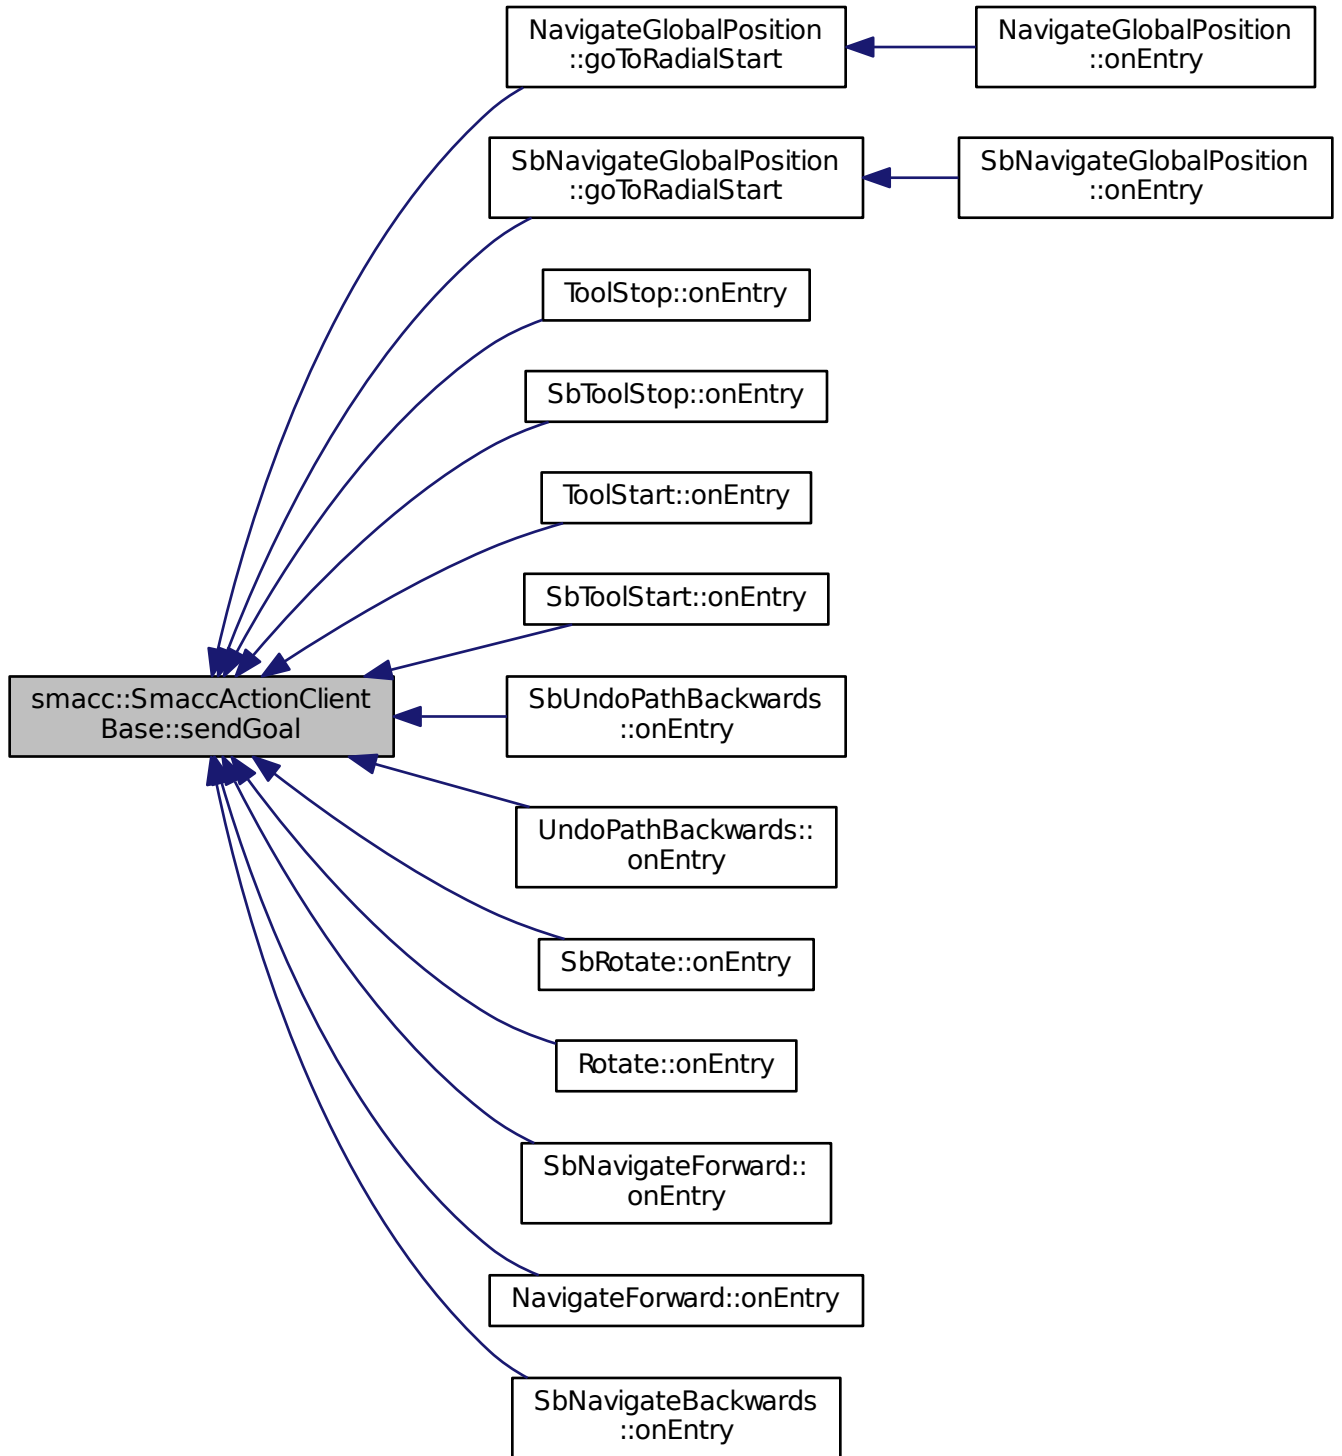 NavigateGlobalPosition
::goToRadialStart
NavigateGlobalPosition
::onEntry
SbNavigateGlobalPosition
::goToRadialStart
SbNavigateGlobalPosition
::onEntry
ToolStop::onEntry
SbToolStop::onEntry
ToolStart::onEntry
SbToolStart::onEntry
smacc::SmaccActionClient
Base::sendGoal
SbUndoPathBackwards
::onEntry
UndoPathBackwards::
onEntry
SbRotate::onEntry
Rotate::onEntry
SbNavigateForward::
onEntry
NavigateForward::onEntry
SbNavigateBackwards
::onEntry